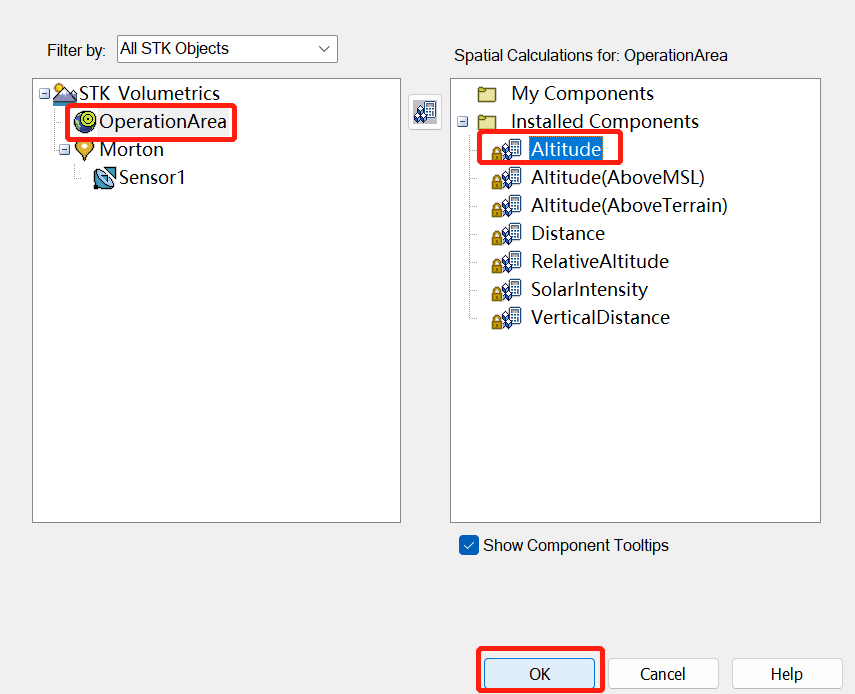 Filter by: All STK Objects
STK Volumetrics
OperationArea
Morton
Sensor1
Spatial Calculations for: OperationArea
My Components
Installed Components
Altitude
Altitude(AboveMSL)
Altitude(AboveTerrain)
Distance
RelativeAltitude
SolarIntensity
VerticalDistance
Show Component Tooltips
OK Cancel Help